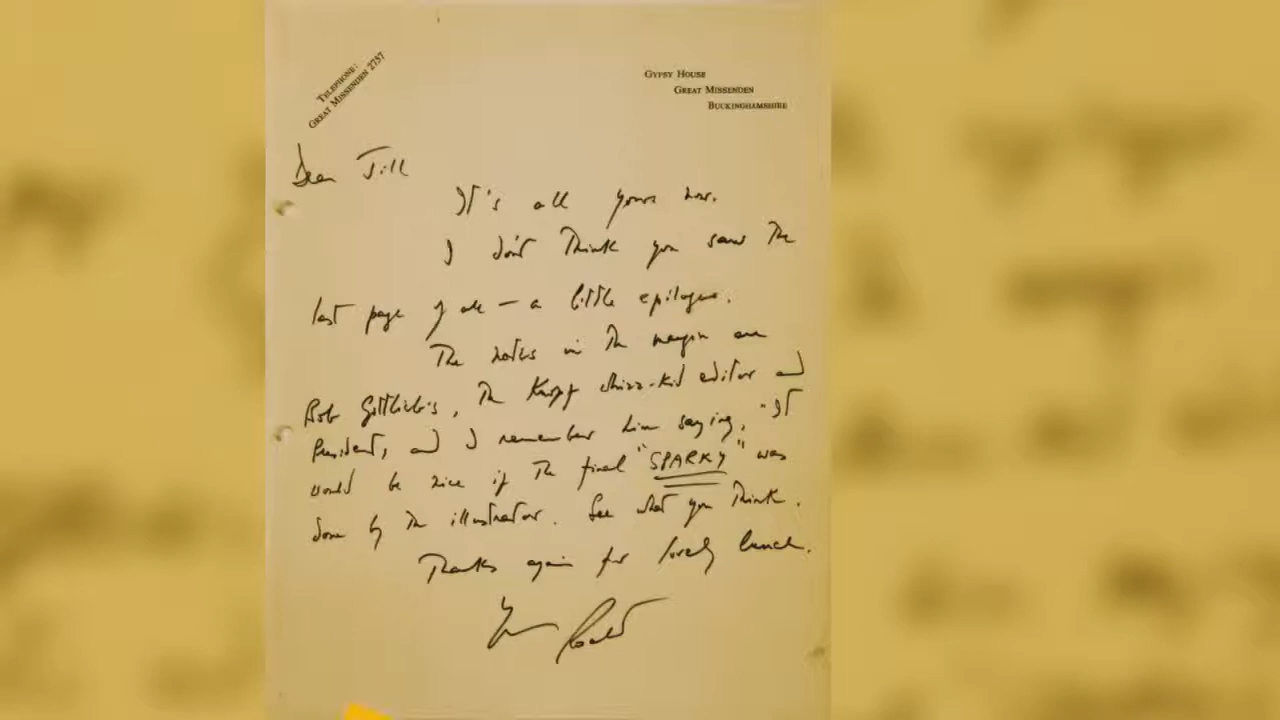 TELEPHONE:
GREAT MISSENDEN 2757
GYPSY HOUSE
GREAT MISSENDEN
BUCKINGHAMSHIRE
Dear Jill
It's all yours now.
I don't think you saw the
last page of all – a little epilogue.
The notes in the margin are
Bob Gottlieb's, the Knopf whizz-kid editor and
President, and I remember him saying, "It
would be nice if the final "SPARKY" was
done by the illustrator. See what you think.
Thanks again for lovely lunch.
Yours Roald